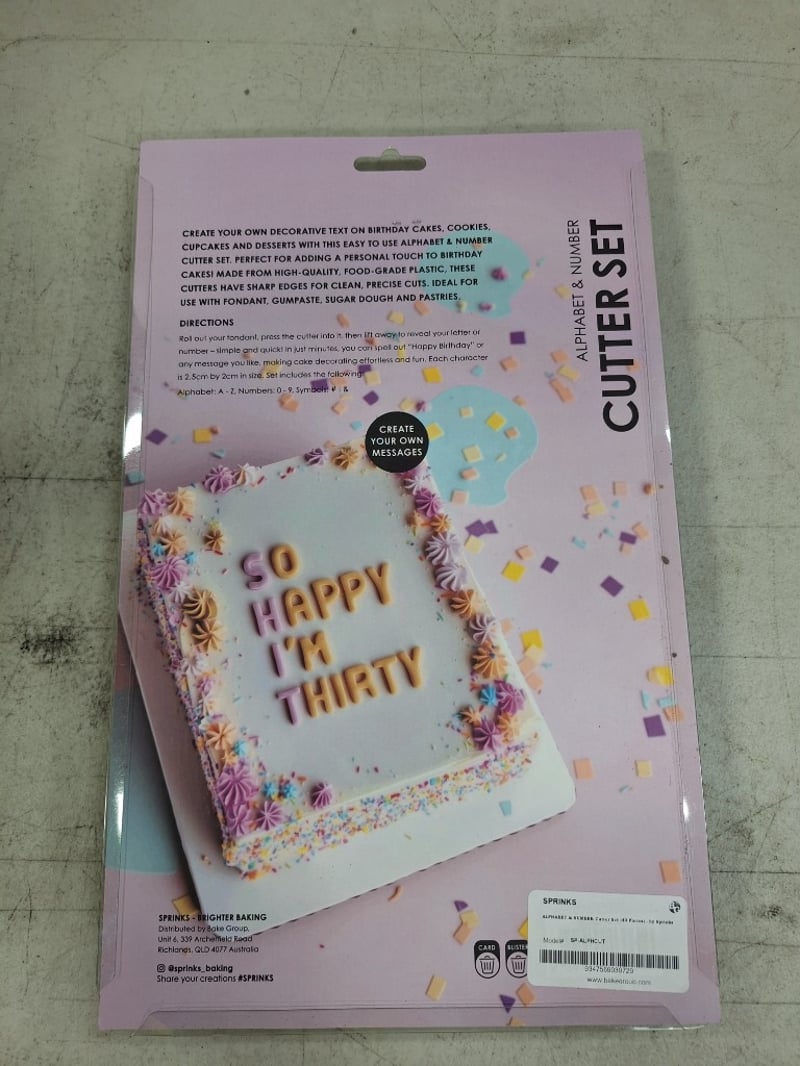 CREATE YOUR OWN DECORATIVE TEXT ON BIRTHDAY CAKES, COOKIES,
CUPCAKES AND DESSERTS WITH THIS EASY TO USE ALPHABET & NUMBER
CUTTER SET. PERFECT FOR ADDING A PERSONAL TOUCH TO BIRTHDAY
CAKES! MADE FROM HIGH-QUALITY, FOOD-GRADE PLASTIC, THESE
CUTTERS HAVE SHARP EDGES FOR CLEAN, PRECISE CUTS. IDEAL FOR
USE WITH FONDANT, GUMPASTE, SUGAR DOUGH AND PASTRIES.
DIRECTIONS
Roll out your fondant, press the cutter into it, then lift away to reveal your letter or
number – simple and quick! In just minutes, you can spell out "Happy Birthday" or
any message you like, making cake decorating effortless and fun. Each character
is 2.5cm by 2cm in size. Set includes the following:
Alphabet: A - Z, Numbers: 0 - 9, Symbols: # ! &
ALPHABET & NUMBER
CUTTER SET
CREATE
YOUR OWN
MESSAGES
SO
HAPPY
I'M
THIRTY
SPRINKS - BRIGHTER BAKING
Distributed by Bake Group,
Unit 6, 339 Archerfield Road
Richlands, QLD 4077 Australia
@sprinks_baking
Share your creations #SPRINKS
CARD
BLISTER
SPRINKS
ALPHABET & NUMBER Cutter Set by Sprinks
Model# SP-ALPHCUT
www.bakegroup.com